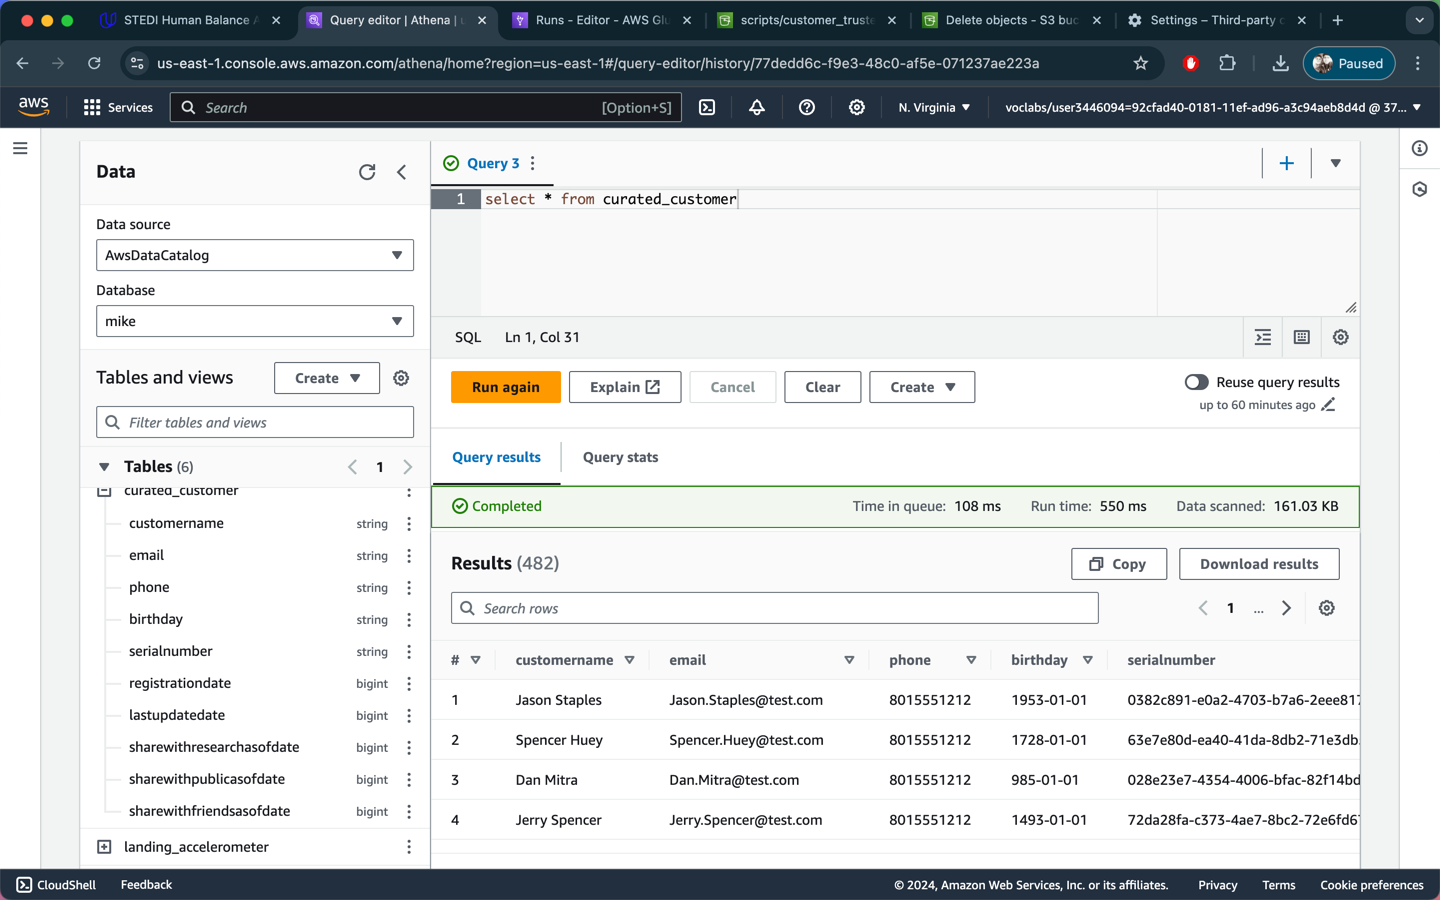 STEDI Human Balance A
Query editor | Athena | u
Runs - Editor - AWS Glu
scripts/customer_truste
Delete objects - S3 buc
Settings – Third-party c
us-east-1.console.aws.amazon.com/athena/home?region=us-east-1#/query-editor/history/77dedd6c-f9e3-48c0-af5e-071237ae223a
Paused
aws
Services
Search
[Option+S]
N. Virginia
voclabs/user3446094=92cfad40-0181-11ef-ad96-a3c94aeb8d4d @ 37...
Data
Data source
AwsDataCatalog
Database
mike
Tables and views
Create
Filter tables and views
Tables (6)
1
curated_customer
customername string
email string
phone string
birthday string
serialnumber string
registrationdate bigint
lastupdatedate bigint
sharewithresearchasofdate bigint
sharewithpublicasofdate bigint
sharewithfriendsasofdate bigint
landing_accelerometer
Query 3
1 select * from curated_customer
SQL Ln 1, Col 31
Run again
Explain
Cancel
Clear
Create
Reuse query results
up to 60 minutes ago
Query results
Query stats
Completed
Time in queue: 108 ms
Run time: 550 ms
Data scanned: 161.03 KB
Results (482)
Copy
Download results
Search rows
1 ...
# customername email phone birthday serialnumber
1 Jason Staples Jason.Staples@test.com 8015551212 1953-01-01 0382c891-e0a2-4703-b7a6-2eee817
2 Spencer Huey Spencer.Huey@test.com 8015551212 1728-01-01 63e7e80d-ea40-41da-8db2-71e3db
3 Dan Mitra Dan.Mitra@test.com 8015551212 985-01-01 028e23e7-4354-4006-bfac-82f14bd
4 Jerry Spencer Jerry.Spencer@test.com 8015551212 1493-01-01 72da28fa-c373-4ae7-8bc2-72e6fd6
CloudShell
Feedback
© 2024, Amazon Web Services, Inc. or its affiliates.
Privacy
Terms
Cookie preferences